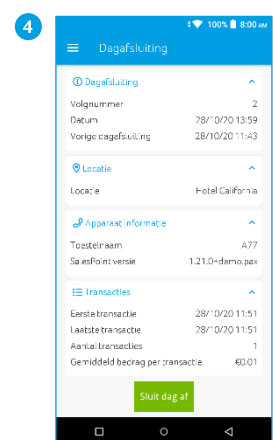 4
100% 8:00 AM
Dagafsluiting
Dagafsluiting
Volgnummer 2
Datum 28/10/20 13:59
Vorige dagafsluiting 28/10/20 11:43
Locatie
Locatie Hotel California
Apparaat informatie
Toestelnaam A77
SalesPoint versie 1.21.0+demo.pax
Transacties
Eerste transactie 28/10/20 11:51
Laatste transactie 28/10/20 11:51
Aantal transacties 1
Gemiddeld bedrag per transactie €0.01
Sluit dag af